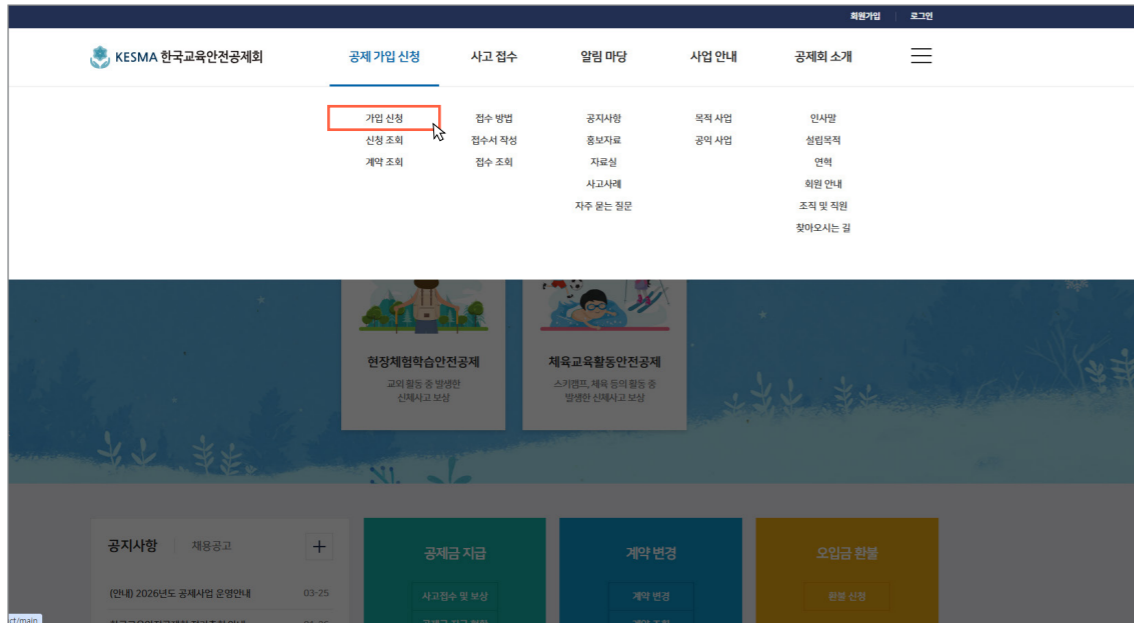 회원가입 로그인
KESMA 한국교육안전공제회 공제 가입 신청 사고 접수 알림 마당 사업 안내 공제회 소개
가입 신청 접수 방법 공지사항 목적 사업 인사말
신청 조회 접수서 작성 홍보자료 공익 사업 설립목적
계약 조회 접수 조회 자료실 연혁
사고사례 회원 안내
자주 묻는 질문 조직 및 직원
찾아오시는 길
현장체험학습안전공제 체육교육활동안전공제
교외 활동 중 발생한 스키캠프, 체육 등의 활동 중
신체사고 보상 발생한 신체사고 보상
공지사항 채용공고 + 공제금 지급 계약 변경 오입금 환불
(안내) 2026년도 공제사업 운영안내 03-25 사고접수 및 보상 계약 변경 환불 신청
ct/main